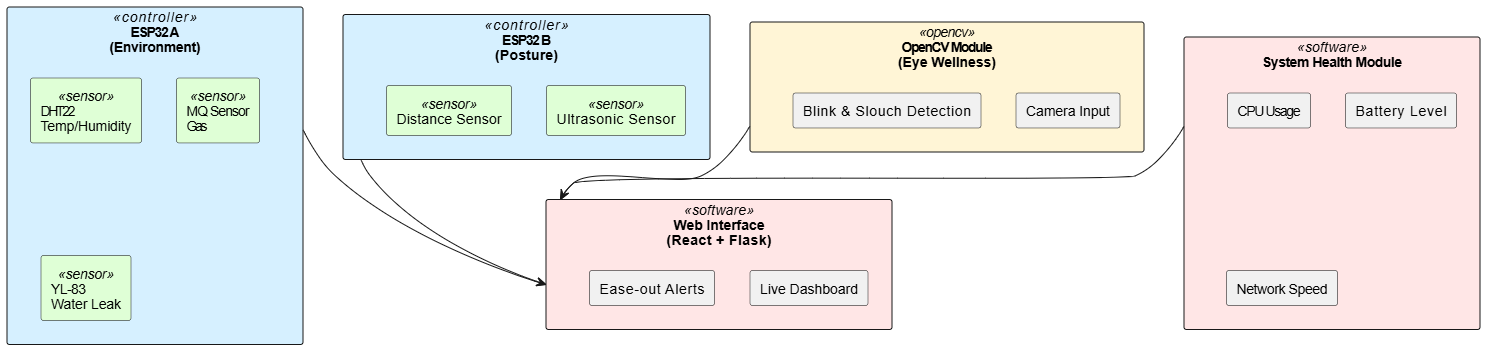 «controller»
ESP32A
(Environment)
«sensor»
DHT22
Temp/Humidity
«sensor»
MQ Sensor
Gas
«sensor»
YL-83
Water Leak
«controller»
ESP32B
(Posture)
«sensor»
Distance Sensor
«sensor»
Ultrasonic Sensor
«opencv»
OpenCV Module
(Eye Wellness)
Blink & Slouch Detection
Camera Input
«software»
System Health Module
CPU Usage
Battery Level
Network Speed
«software»
Web Interface
(React + Flask)
Ease-out Alerts
Live Dashboard